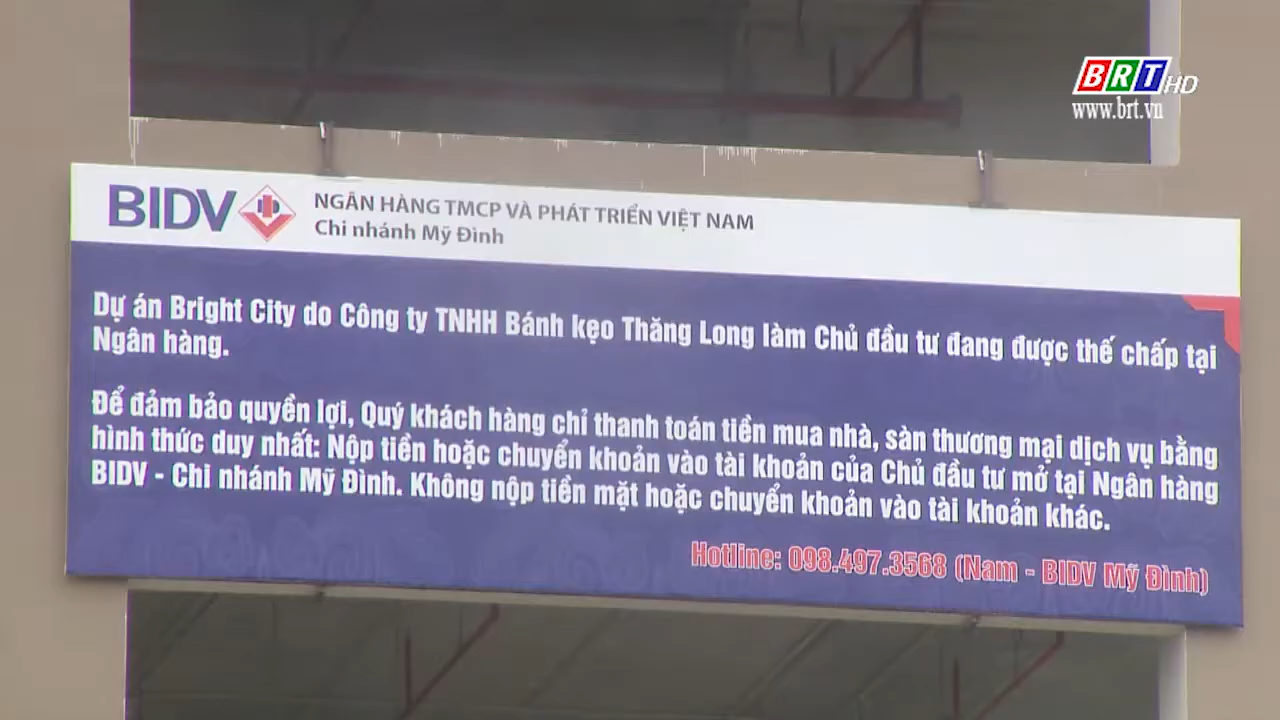 BRT HD
www.brt.vn
BIDV
NGÂN HÀNG TMCP VÀ PHÁT TRIỂN VIỆT NAM
Chi nhánh Mỹ Đình
Dự án Bright City do Công ty TNHH Bánh kẹo Thăng Long làm Chủ đầu tư đang được thế chấp tại
Ngân hàng.
Để đảm bảo quyền lợi, Quý khách hàng chỉ thanh toán tiền mua nhà, sàn thương mại dịch vụ bằng
hình thức duy nhất: Nộp tiền hoặc chuyển khoản vào tài khoản của Chủ đầu tư mở tại Ngân hàng
BIDV - Chi nhánh Mỹ Đình. Không nộp tiền mặt hoặc chuyển khoản vào tài khoản khác.
Hotline: 098.497.3568 (Nam - BIDV Mỹ Đình)